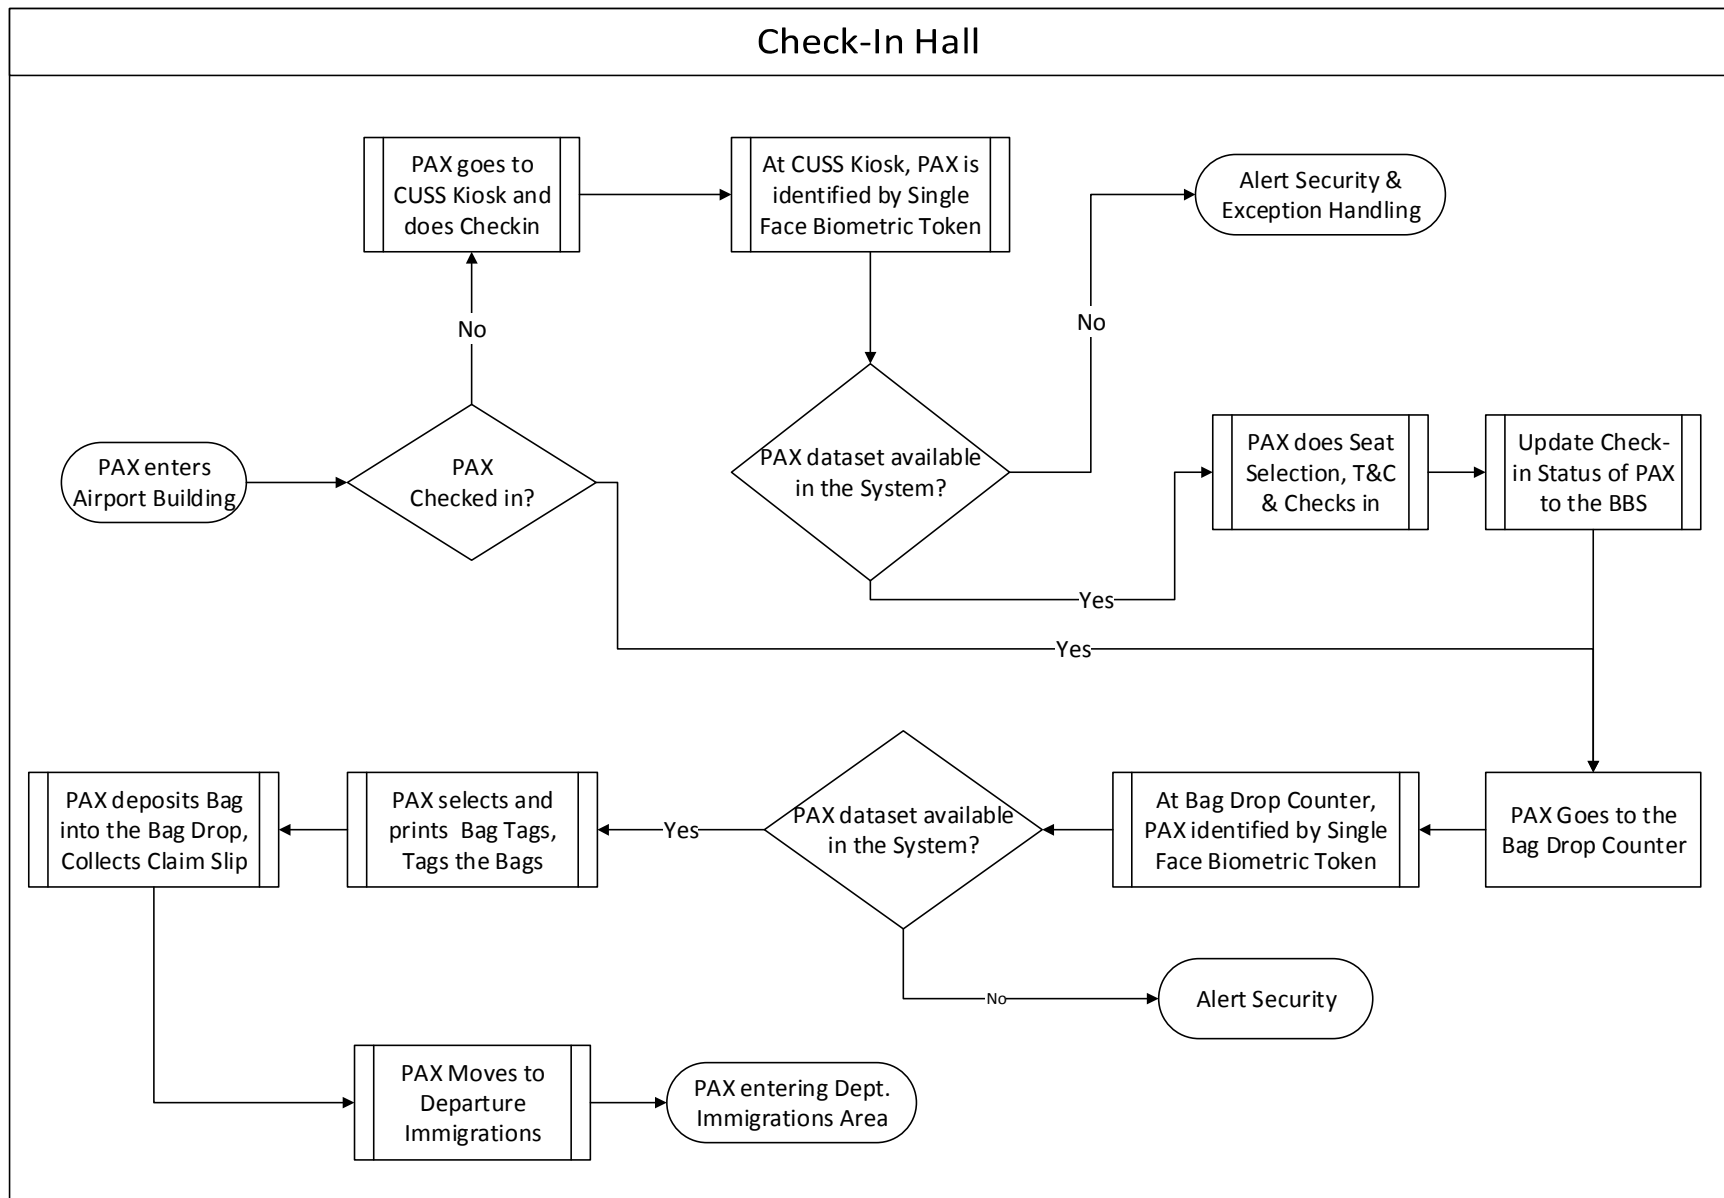 Check-In Hall
PAX goes to
CUSS Kiosk and
does Checkin
At CUSS Kiosk, PAX is
identified by Single
Face Biometric Token
Alert Security &
Exception Handling
No
No
PAX enters
Airport Building
PAX
Checked in?
PAX dataset available
in the System?
PAX does Seat
Selection, T&C
& Checks in
Update Check-
in Status of PAX
to the BBS
Yes
Yes
PAX deposits Bag
into the Bag Drop,
Collects Claim Slip
PAX selects and
prints  Bag Tags,
Tags the Bags
Yes
PAX dataset available
in the System?
At Bag Drop Counter,
PAX identified by Single
Face Biometric Token
PAX Goes to the
Bag Drop Counter
No
Alert Security
PAX Moves to
Departure
Immigrations
PAX entering Dept.
Immigrations Area